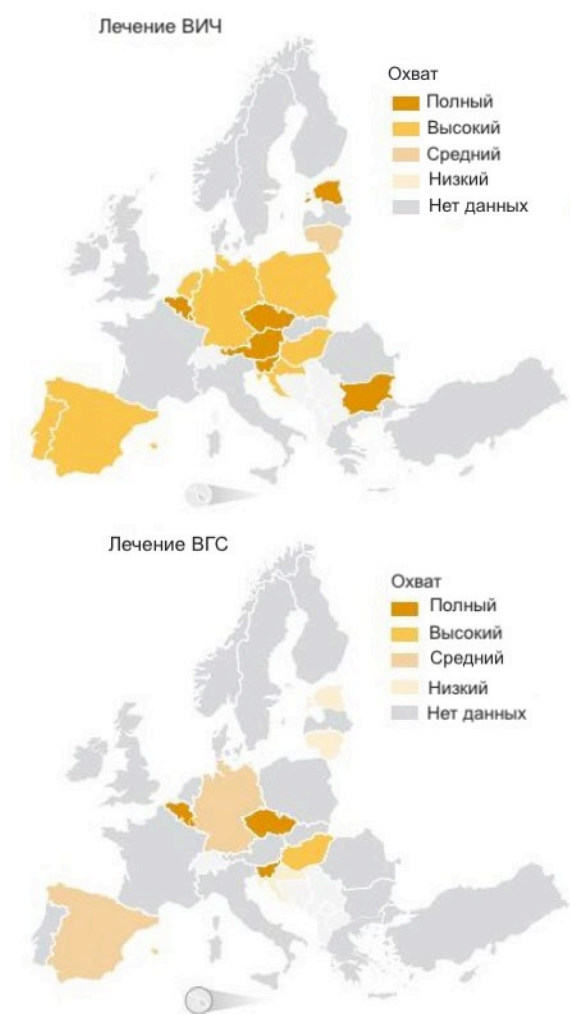 Лечение ВИЧ
Охват
Полный
Высокий
Средний
Низкий
Нет данных
Лечение ВГС
Охват
Полный
Высокий
Средний
Низкий
Нет данных